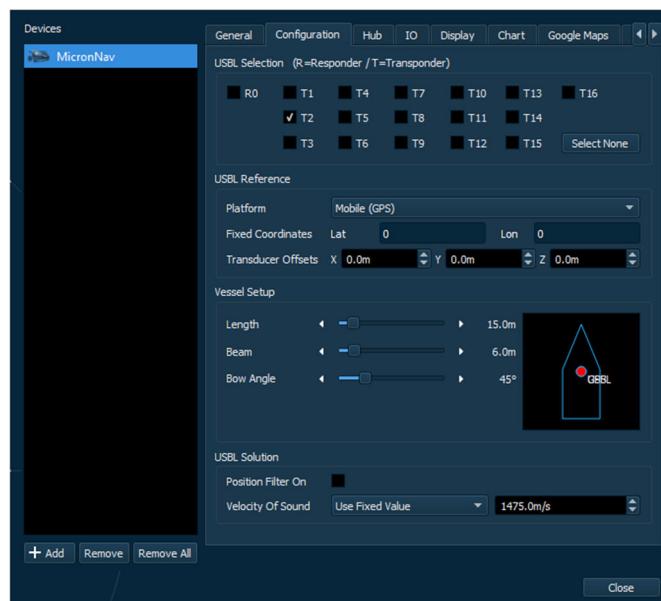 Devices
MicronNav
General Configuration Hub IO Display Chart Google Maps
USBL Selection (R=Responder / T=Transponder)
R0 T1 T4 T7 T10 T13 T16
T2 T5 T8 T11 T14
T3 T6 T9 T12 T15 Select None
USBL Reference
Platform Mobile (GPS)
Fixed Coordinates Lat 0 Lon 0
Transducer Offsets X 0.0m Y 0.0m Z 0.0m
Vessel Setup
Length 15.0m
Beam 6.0m
Bow Angle 45°
USBL Solution
Position Filter On
Velocity Of Sound Use Fixed Value 1475.0m/s
+ Add Remove Remove All
Close